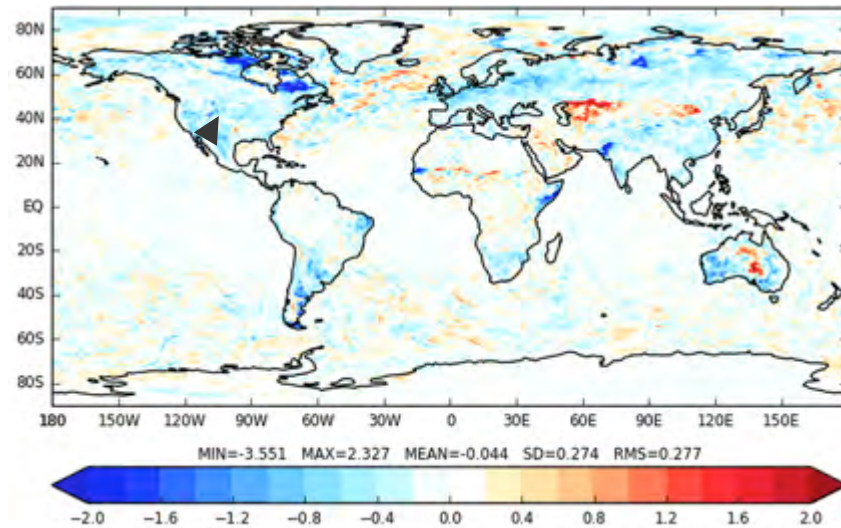 80N
60N
40N
20N
EQ
20S
40S
60S
80S
180 150W 120W 90W 60W 30W 0 30E 60E 90E 120E 150E
MIN=-3.551 MAX=2.327 MEAN=-0.044 SD=0.274 RMS=0.277
−2.0 −1.6 −1.2 −0.8 −0.4 0.0 0.4 0.8 1.2 1.6 2.0